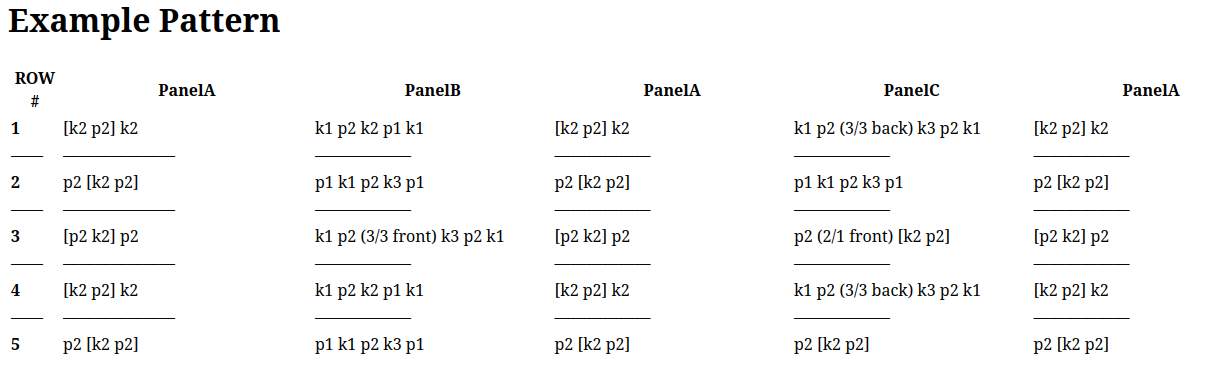 Example Pattern
ROW # PanelA PanelB PanelA PanelC PanelA
1 [k2 p2] k2 k1 p2 k2 p1 k1 [k2 p2] k2 k1 p2 (3/3 back) k3 p2 k1 [k2 p2] k2
2 p2 [k2 p2] p1 k1 p2 k3 p1 p2 [k2 p2] p1 k1 p2 k3 p1 p2 [k2 p2]
3 [p2 k2] p2 k1 p2 (3/3 front) k3 p2 k1 [p2 k2] p2 p2 (2/1 front) [k2 p2] [p2 k2] p2
4 [k2 p2] k2 k1 p2 k2 p1 k1 [k2 p2] k2 k1 p2 (3/3 back) k3 p2 k1 [k2 p2] k2
5 p2 [k2 p2] p1 k1 p2 k3 p1 p2 [k2 p2] p2 [k2 p2] p2 [k2 p2]